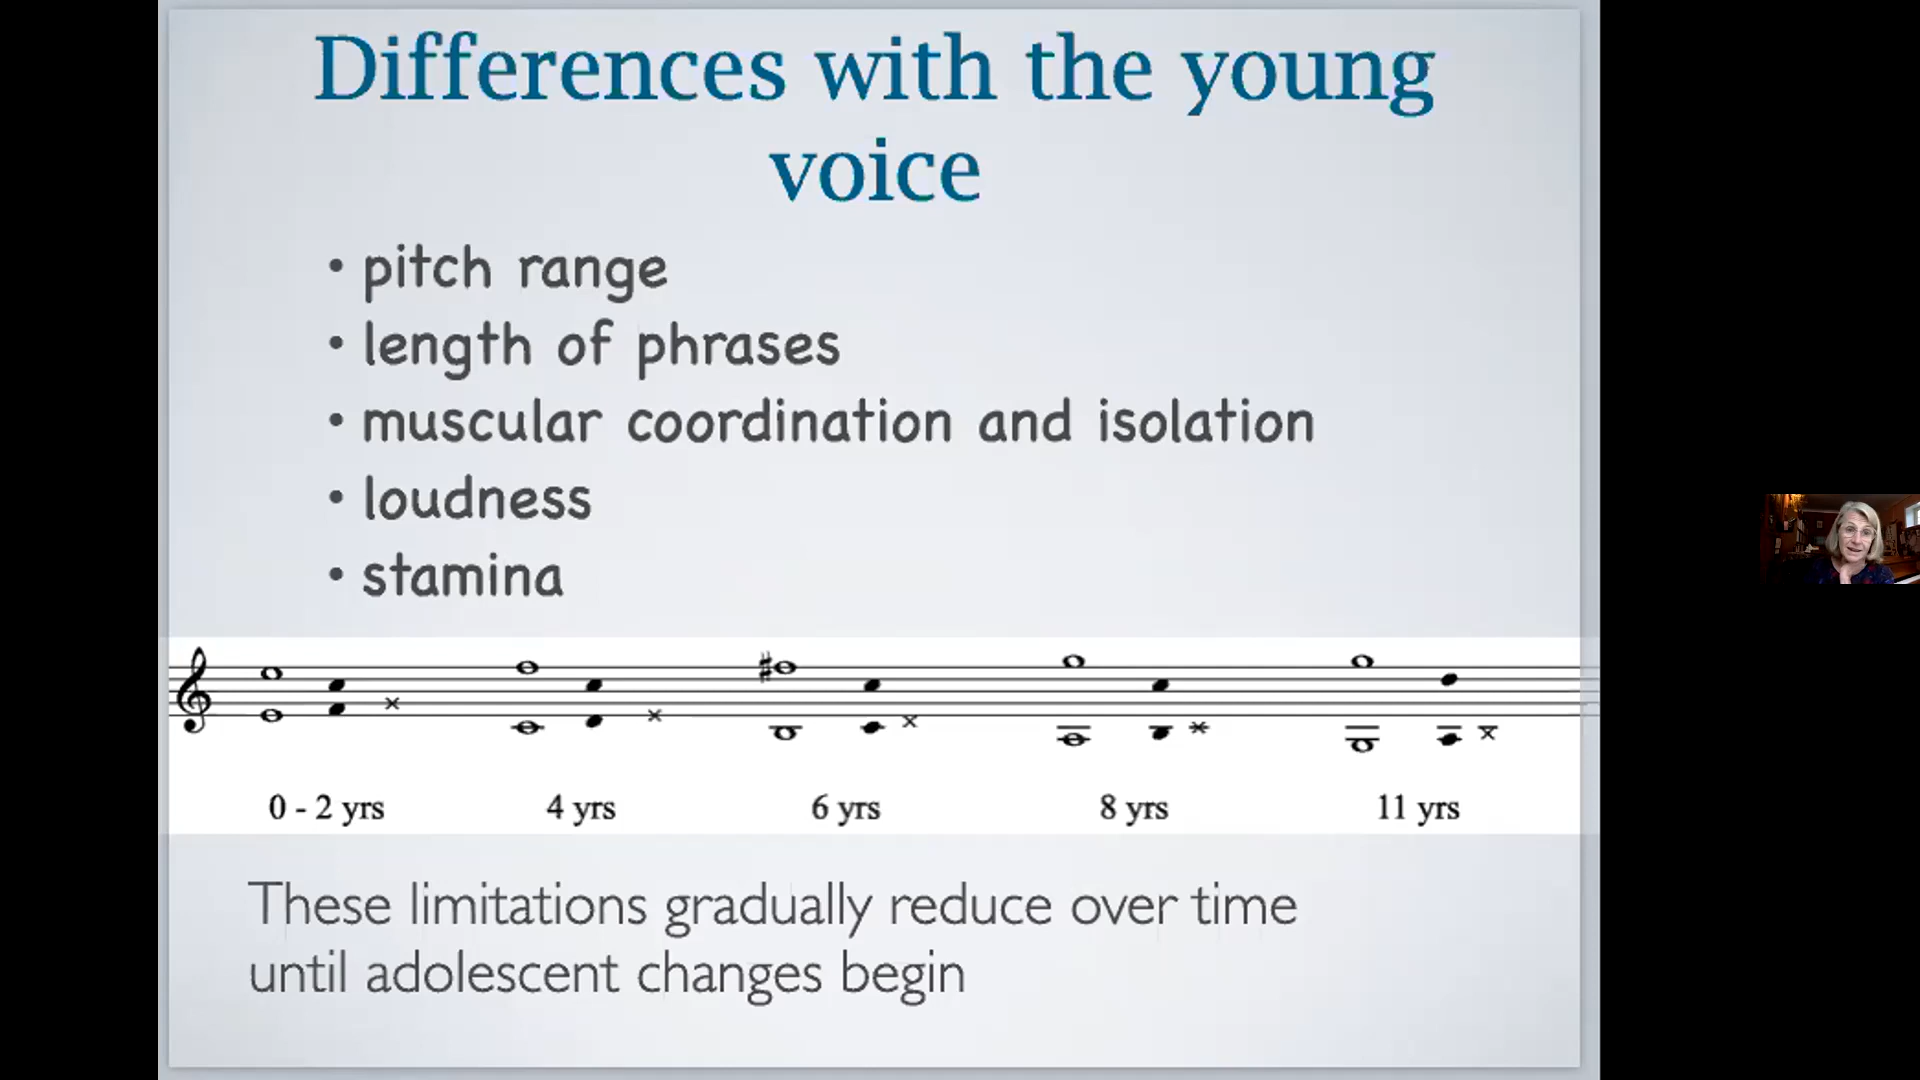 Differences with the young
voice
• pitch range
• length of phrases
• muscular coordination and isolation
• loudness
• stamina
0 - 2 yrs 4 yrs 6 yrs 8 yrs 11 yrs
These limitations gradually reduce over time
until adolescent changes begin